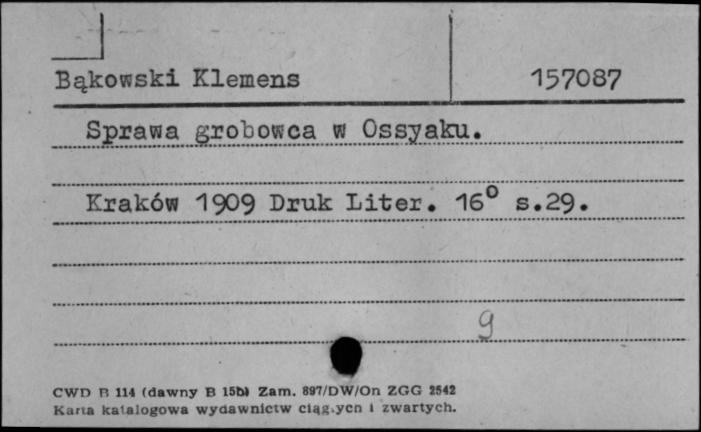 Bąkowski Klemens 157087
Sprawa grobowca w Ossyaku.
Kraków 1909 Druk Liter. 16° s.29.
9
CWD B 114 (dawny B 15b) Zam. 897/DW/On ZGG 2542
Karta katalogowa wydawnictw ciągłych i zwartych.